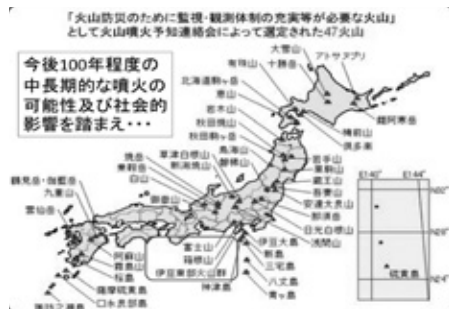 「火山防災のために監視・観測体制の充実等が必要な火山」
として火山噴火予知連絡会によって選定された47火山
今後100年程度の
中長期的な噴火の
可能性及び社会的
影響を踏まえ・・・
大雪山
アトサヌプリ
有珠山
十勝岳
北海道駒ヶ岳
恵山
岩木山
秋田焼山
秋田駒ヶ岳
雌阿寒岳
樽前山
倶多楽
鳥海山
岩手山
栗駒山
蔵王山
吾妻山
安達太良山
那須岳
日光白根山
浅間山
草津白根山
新潟焼山
焼岳
乗鞍岳
白山
御嶽山
鶴見岳・伽藍岳
九重山
雲仙岳
阿蘇山
霧島山
桜島
薩摩硫黄島
口永良部島
諏訪之瀬島
富士山
箱根山
伊豆東部火山群
神津島
伊豆大島
新島
三宅島
八丈島
青ヶ島
E140°
E144°
硫黄島
N24°